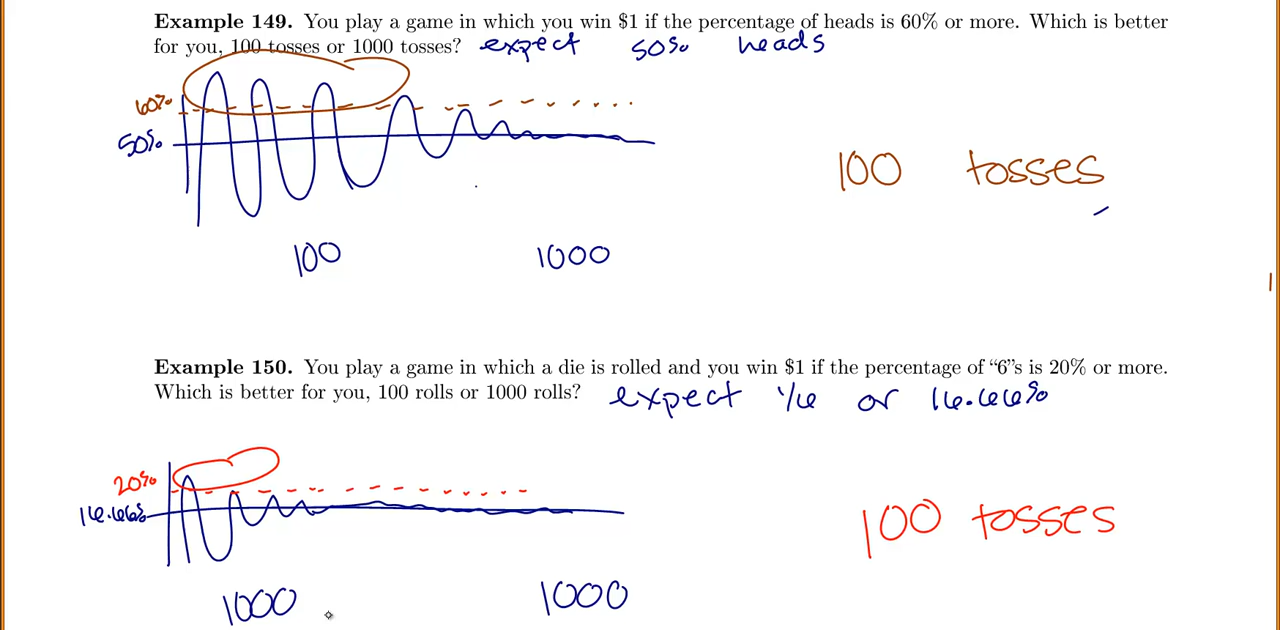 Example 149. You play a game in which you win $1 if the percentage of heads is 60% or more. Which is better
for you, 100 tosses or 1000 tosses? expect 50% heads
60%
50%
100 tosses
100 1000
Example 150. You play a game in which a die is rolled and you win $1 if the percentage of “6”s is 20% or more.
Which is better for you, 100 rolls or 1000 rolls? expect 1/6 or 16.66%
20%
16.66%
100 tosses
1000 1000